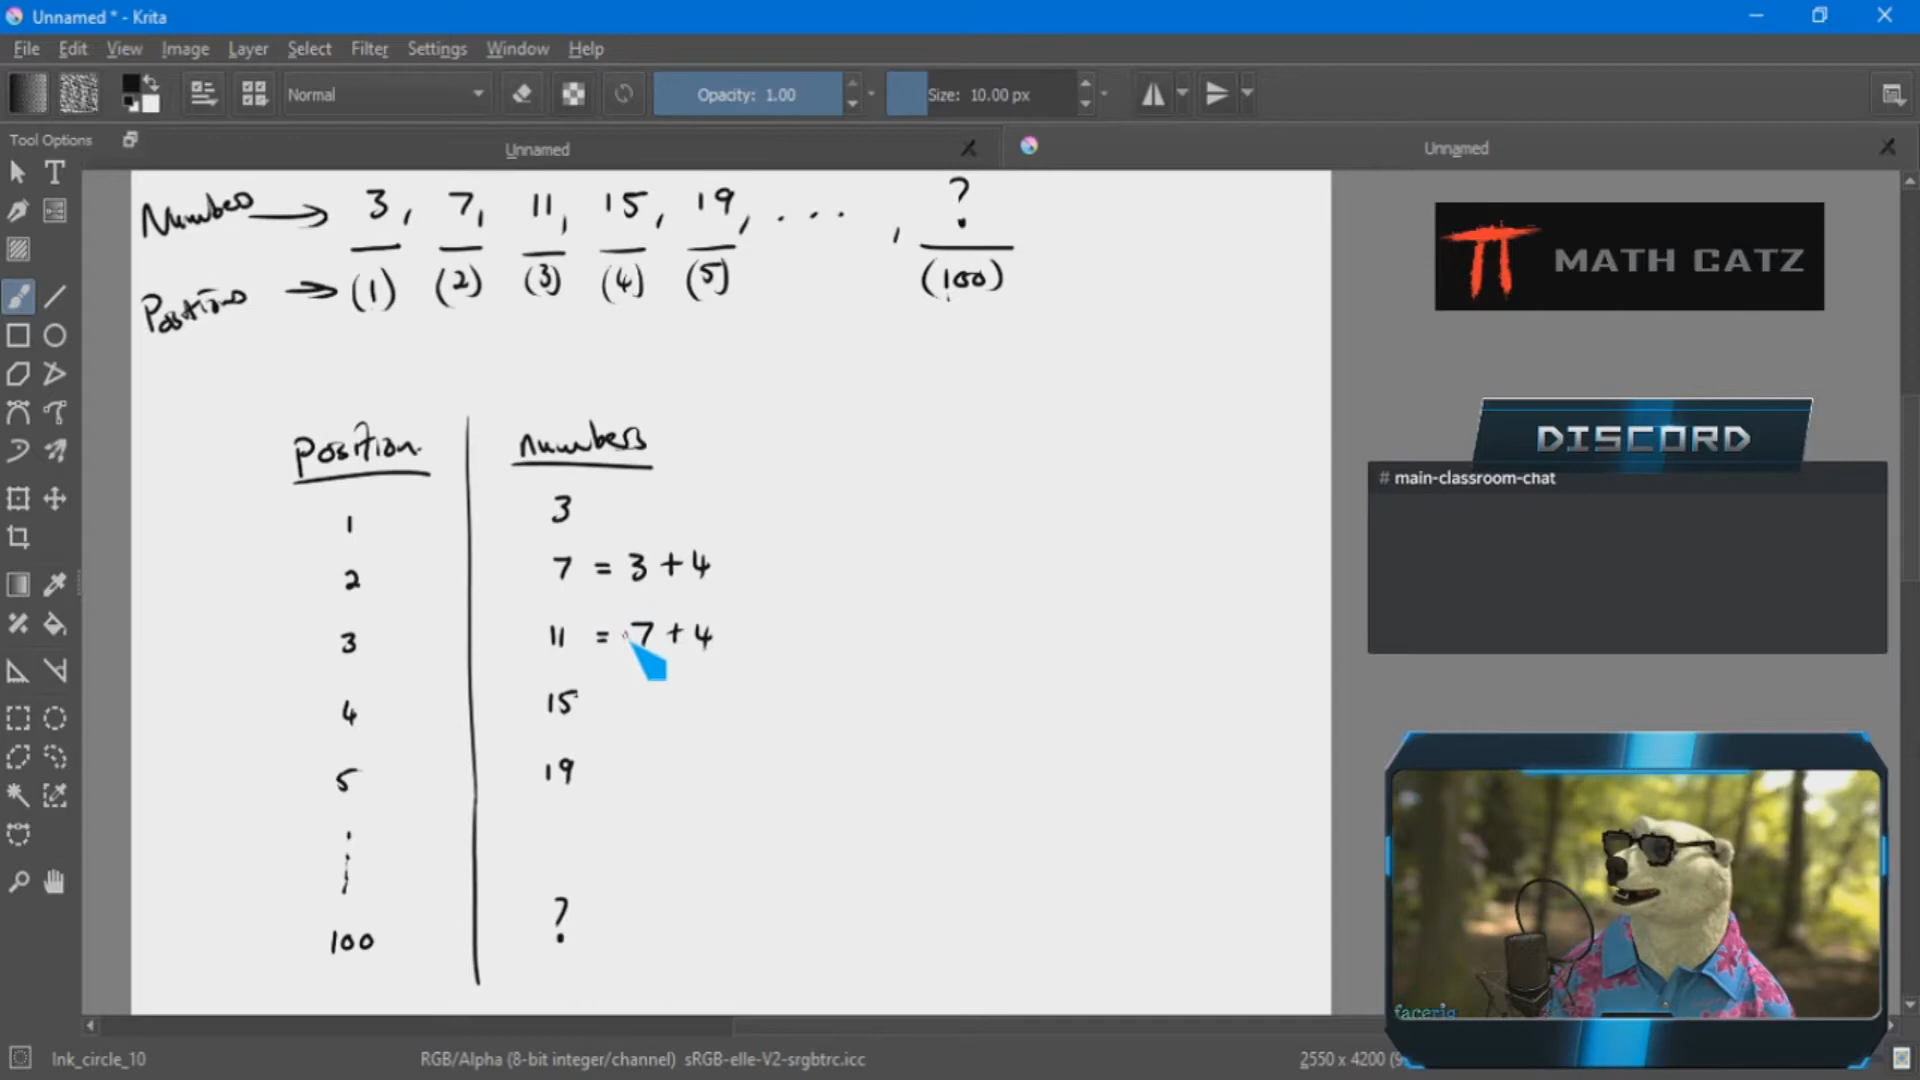 Unnamed * - Krita
File Edit View Image Layer Select Filter Settings Window Help
Normal Opacity: 1.00 Size: 10.00 px
Tool Options
Unnamed Unnamed
Number → 3, 7, 11, 15, 19, ... , ?
Positions → (1) (2) (3) (4) (5) (100)
MATH CATZ
DISCORD
# main-classroom-chat
Position numbers
1 3
2 7 = 3 + 4
3 11 = 7 + 4
4 15
5 19
100 ?
facerig
Ink_circle_10 RGB/Alpha (8-bit integer/channel) sRGB-elle-V2-srgbtrc.icc 2550 x 4200